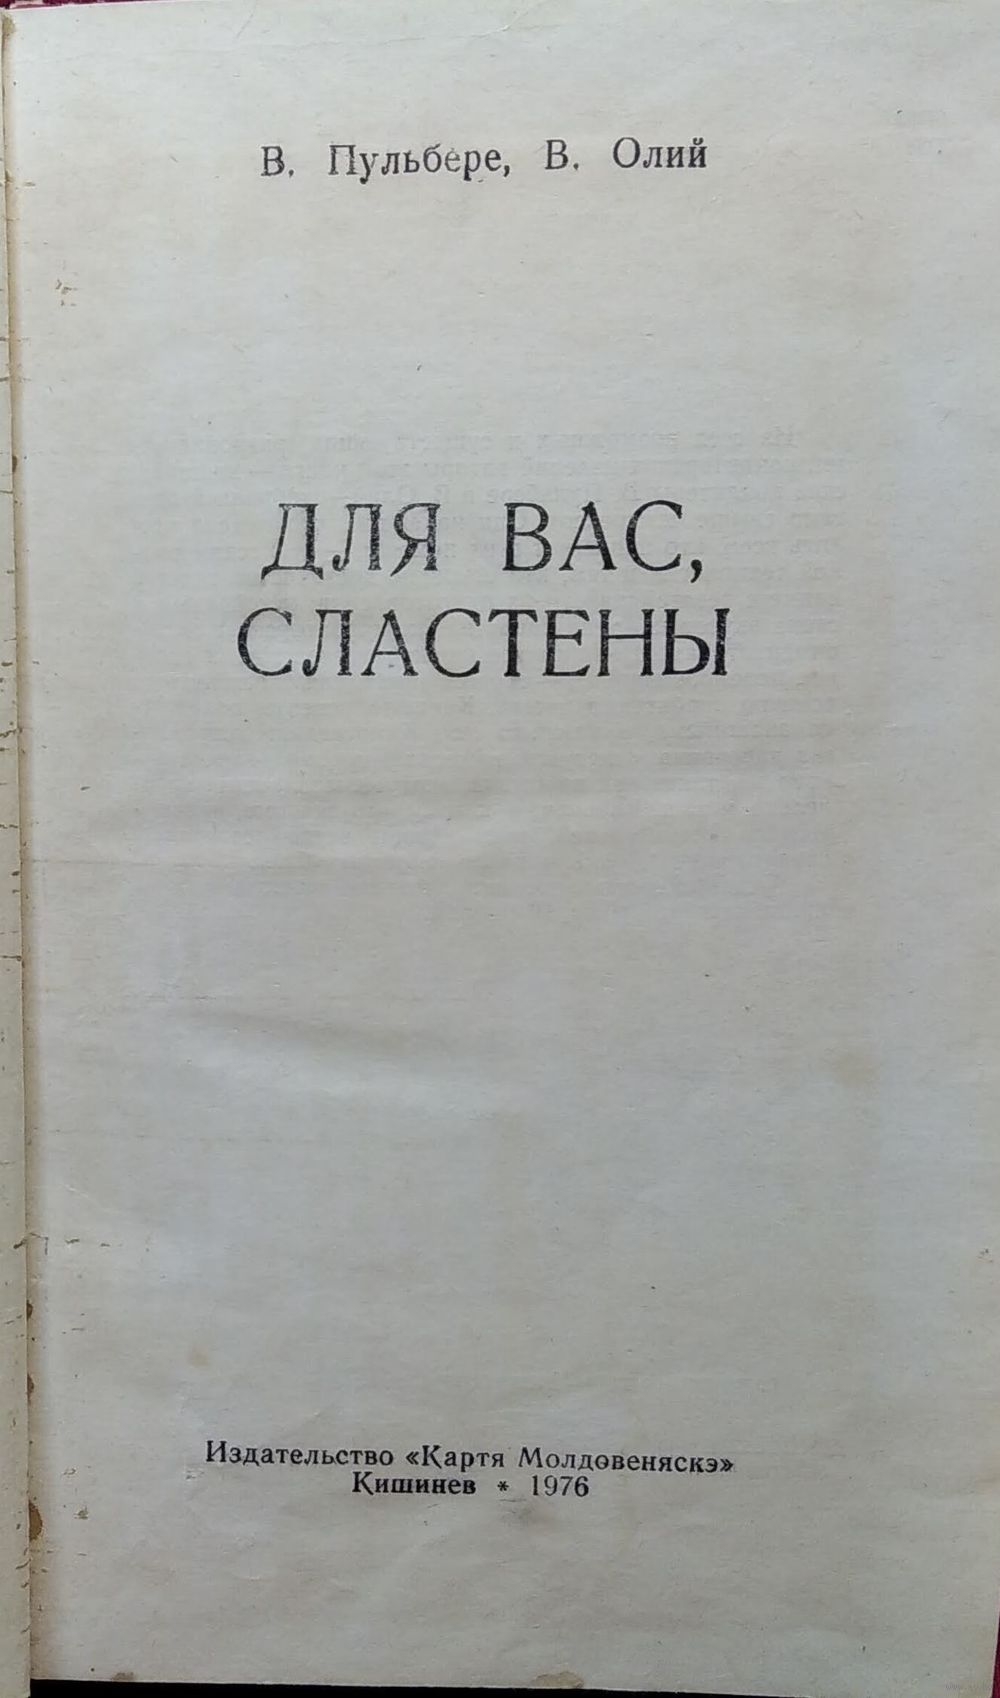 В. Пульбере, В. Олий
ДЛЯ ВАС,
СЛАСТЕНЫ
Издательство «Картя Молдовеняскэ»
Кишинев * 1976